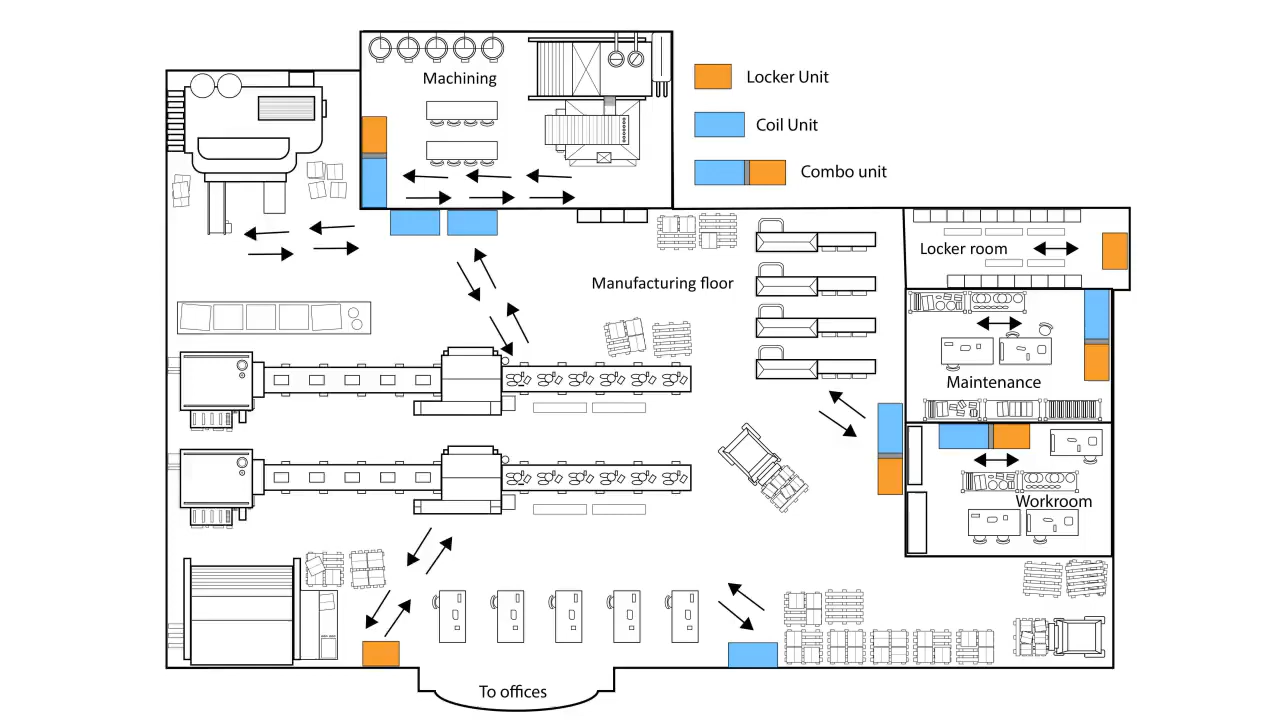 Machining
Locker Unit
Coil Unit
Combo unit
Locker room
Manufacturing floor
Maintenance
Workroom
To offices